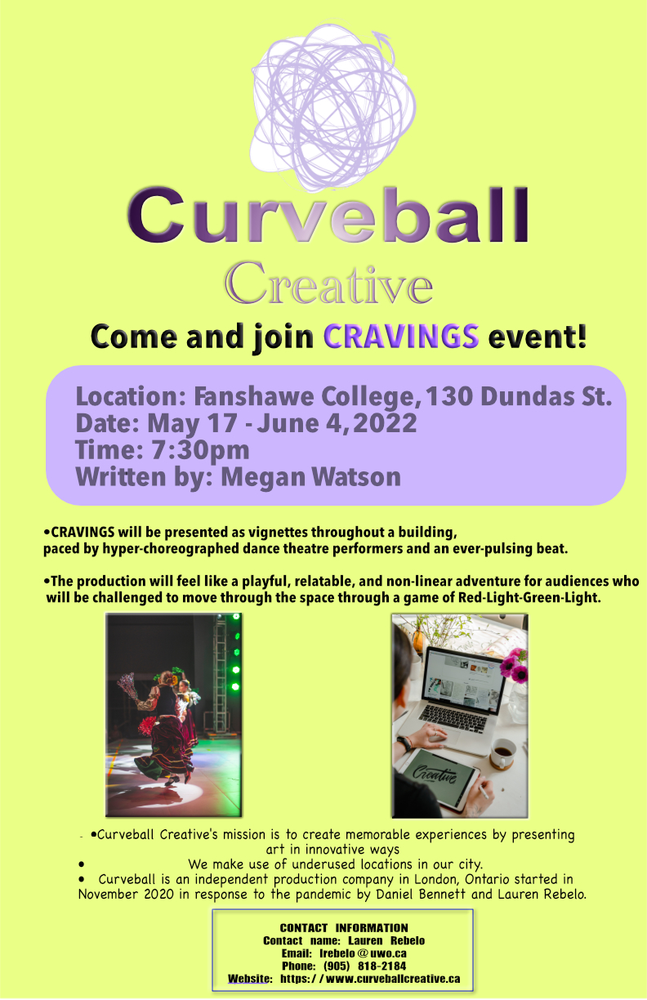 Curveball
Creative
Come and join CRAVINGS event!
Location: Fanshawe College, 130 Dundas St.
Date: May 17 - June 4, 2022
Time: 7:30pm
Written by: Megan Watson
•CRAVINGS will be presented as vignettes throughout a building,
paced by hyper-choreographed dance theatre performers and an ever-pulsing beat.
•The production will feel like a playful, relatable, and non-linear adventure for audiences who
will be challenged to move through the space through a game of Red-Light-Green-Light.
Creative
- •Curveball Creative's mission is to create memorable experiences by presenting
art in innovative ways
• We make use of underused locations in our city.
• Curveball is an independent production company in London, Ontario started in
November 2020 in response to the pandemic by Daniel Bennett and Lauren Rebelo.
CONTACT INFORMATION
Contact name: Lauren Rebelo
Email: lrebelo@uwo.ca
Phone: (905) 818-2184
Website: https://www.curveballcreative.ca